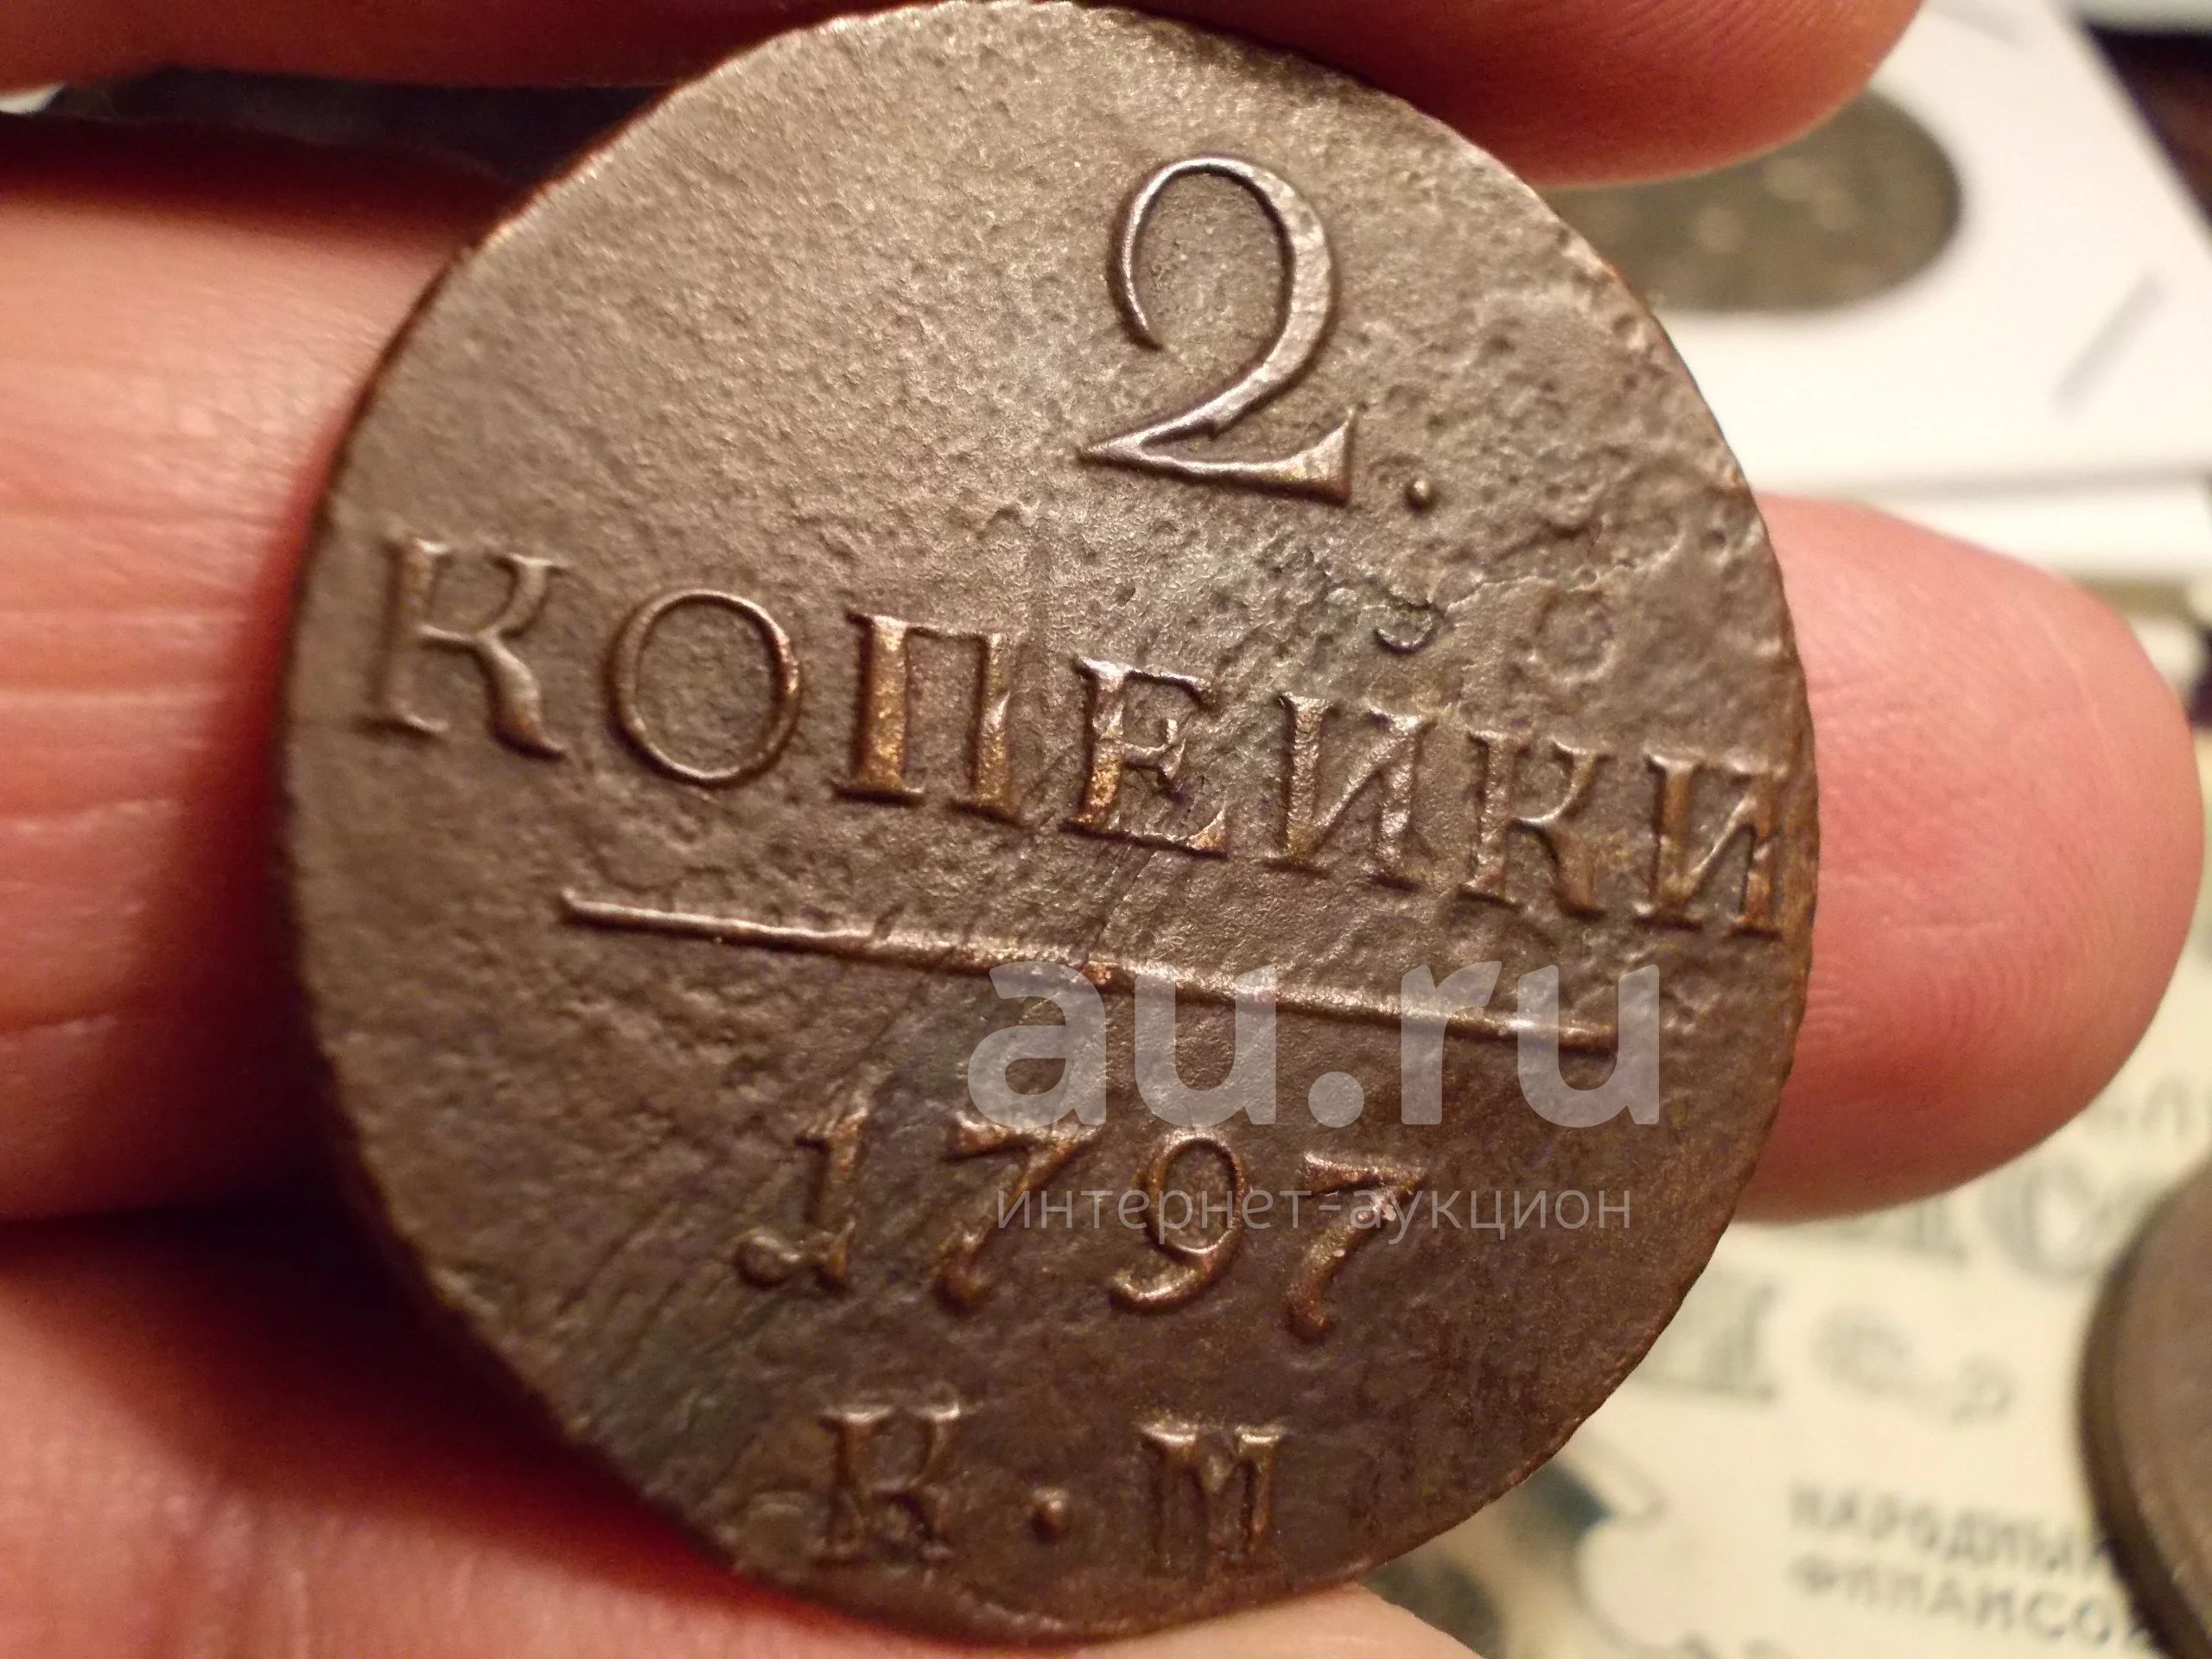 2.
КОПЕЙКИ
1797
К·М
au.ru
интернет-аукцион